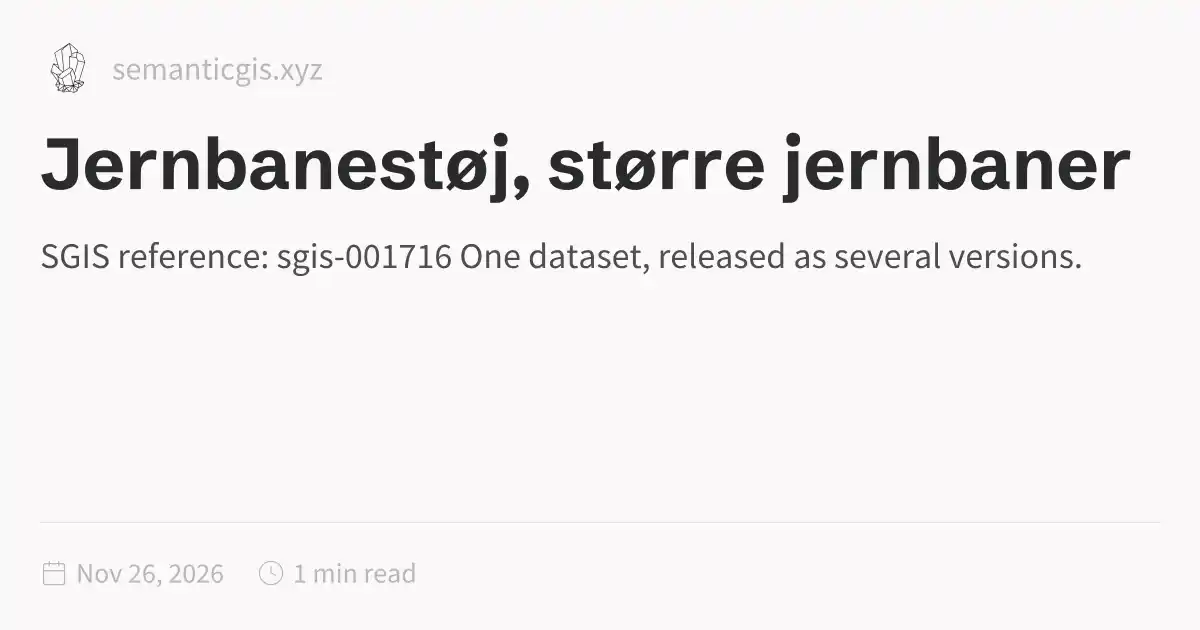 semanticgis.xyz
Jernbanestøj, større jernbaner
SGIS reference: sgis-001716 One dataset, released as several versions.
Nov 26, 2026 1 min read